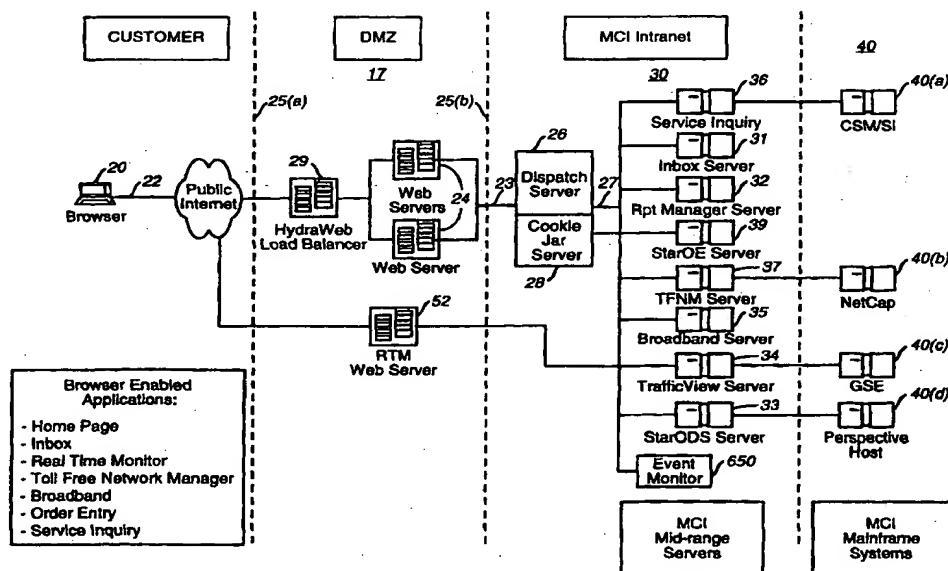 CUSTOMER
DMZ
MCI Intranet
40
17
30
25(a)
25(b)
36
40(a)
Service Inquiry
CSM/SI
29
26
31
20
22
Public
Internet
Web
Servers
24
23
Dispatch
Server
27
Inbox Server
32
Browser
HydraWeb
Load Balancer
Rpt Manager Server
Cookie
Jar Server
39
Web Server
28
StarOE Server
37
40(b)
TFNM Server
NetCap
52
35
Broadband Server
RTM
Web Server
34
40(c)
TrafficView Server
GSE
33
40(d)
StarODS Server
Perspective
Host
Event
Monitor
650
Browser Enabled
Applications:
- Home Page
- Inbox
- Real Time Monitor
- Toll Free Network Manager
- Broadband
- Order Entry
- Service Inquiry
MCI
Mid-range
Servers
MCI
Mainframe
Systems